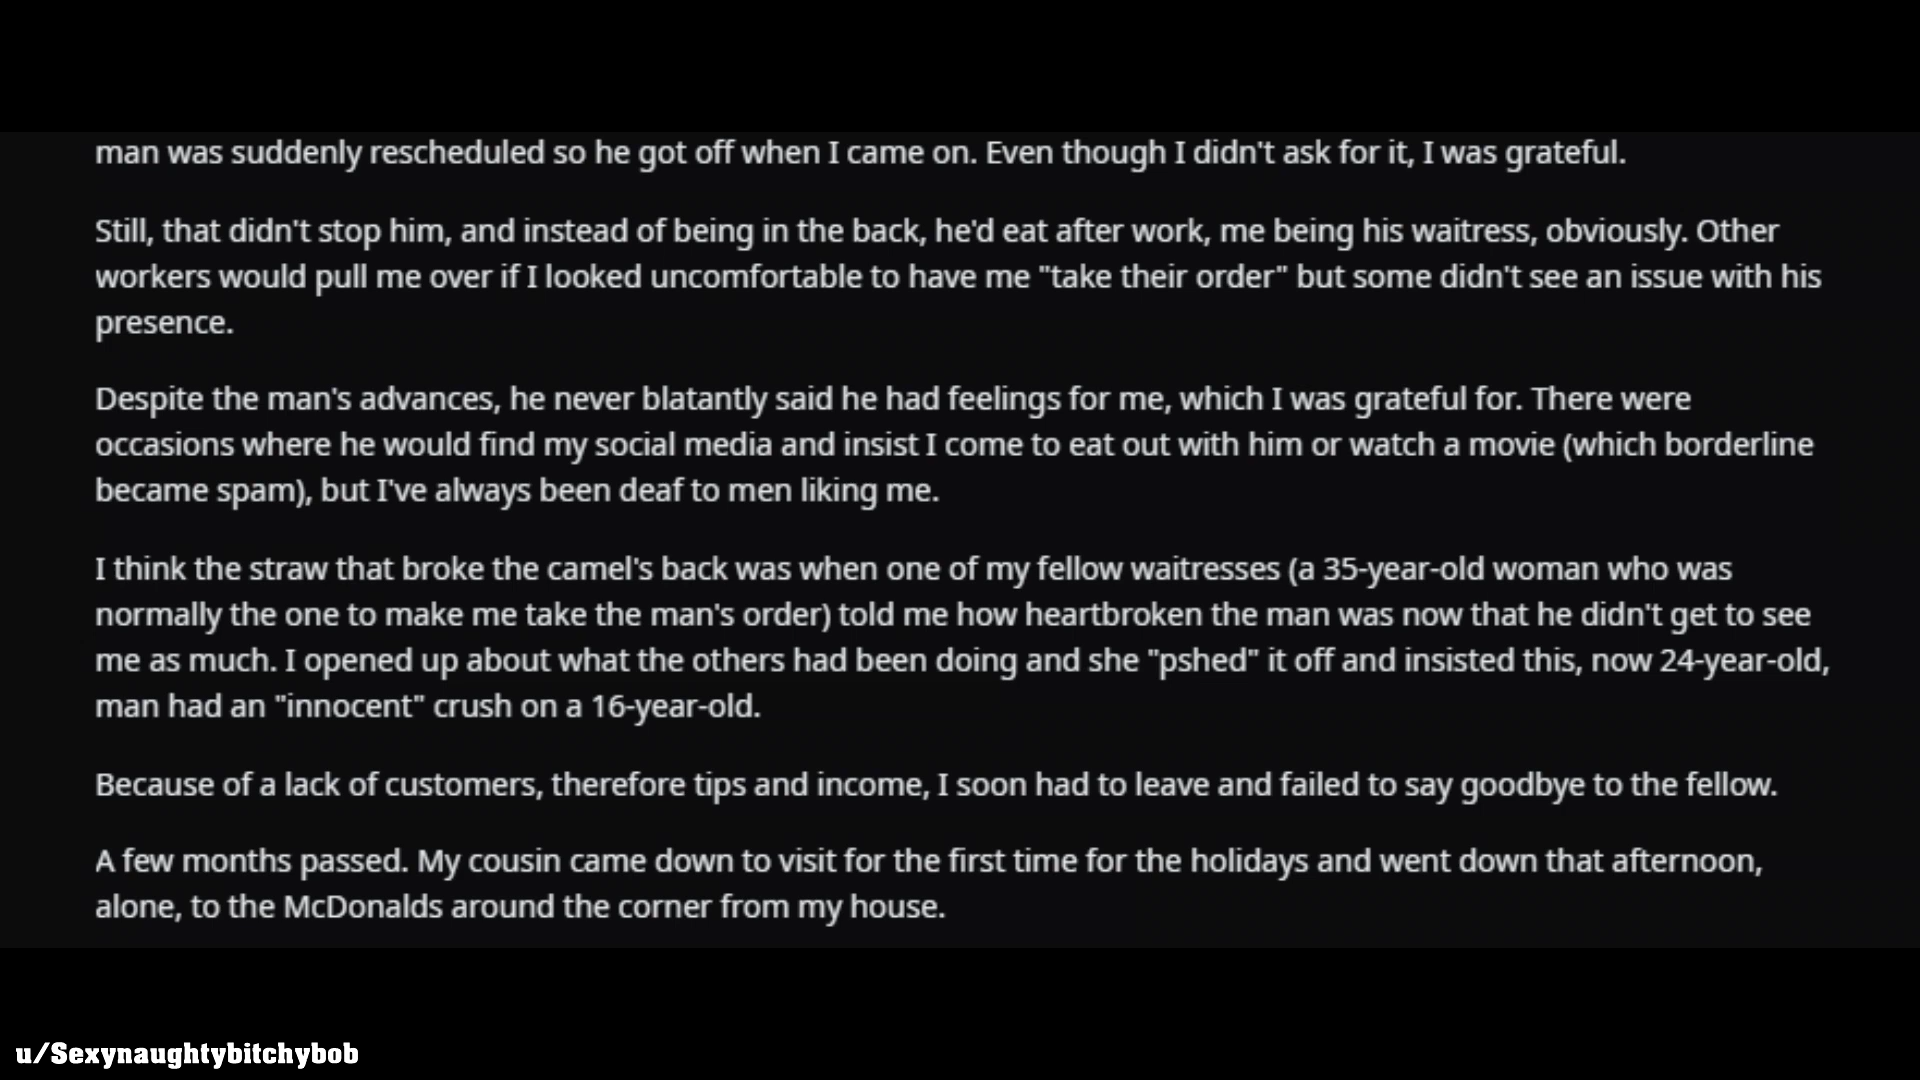 man was suddenly rescheduled so he got off when I came on. Even though I didn't ask for it, I was grateful.
Still, that didn't stop him, and instead of being in the back, he'd eat after work, me being his waitress, obviously. Other
workers would pull me over if I looked uncomfortable to have me "take their order" but some didn't see an issue with his
presence.
Despite the man's advances, he never blatantly said he had feelings for me, which I was grateful for. There were
occasions where he would find my social media and insist I come to eat out with him or watch a movie (which borderline
became spam), but I've always been deaf to men liking me.
I think the straw that broke the camel's back was when one of my fellow waitresses (a 35-year-old woman who was
normally the one to make me take the man's order) told me how heartbroken the man was now that he didn't get to see
me as much. I opened up about what the others had been doing and she "pshed" it off and insisted this, now 24-year-old,
man had an "innocent" crush on a 16-year-old.
Because of a lack of customers, therefore tips and income, I soon had to leave and failed to say goodbye to the fellow.
A few months passed. My cousin came down to visit for the first time for the holidays and went down that afternoon,
alone, to the McDonalds around the corner from my house.
u/Sexynaughtybitchybob